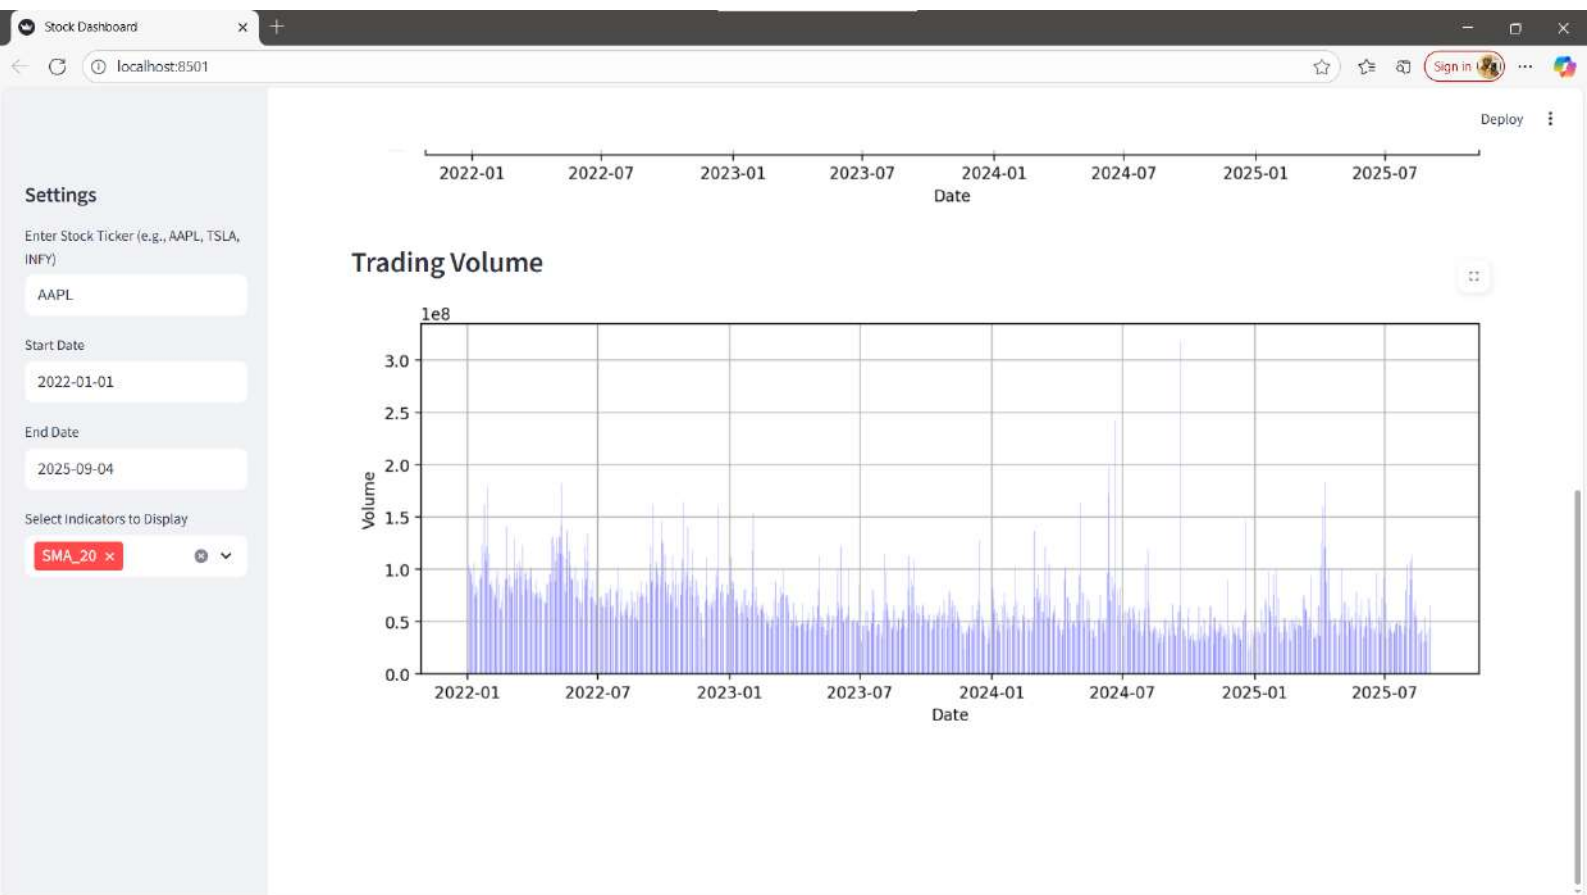 Stock Dashboard
localhost:8501
Sign in
Deploy
Settings
Enter Stock Ticker (e.g., AAPL, TSLA,
INFY)
AAPL
Start Date
2022-01-01
End Date
2025-09-04
Select Indicators to Display
SMA_20 ×
2022-01 2022-07 2023-01 2023-07 2024-01 2024-07 2025-01 2025-07
Date
Trading Volume
1e8
3.0
2.5
2.0
1.5
1.0
0.5
0.0
Volume
2022-01 2022-07 2023-01 2023-07 2024-01 2024-07 2025-01 2025-07
Date